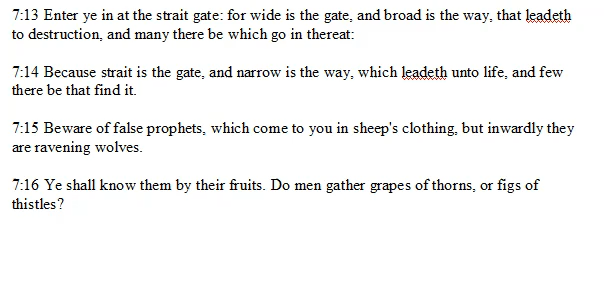 7:13 Enter ye in at the strait gate: for wide is the gate, and broad is the way, that leadeth
to destruction, and many there be which go in thereat:
7:14 Because strait is the gate, and narrow is the way, which leadeth unto life, and few
there be that find it.
7:15 Beware of false prophets, which come to you in sheep's clothing, but inwardly they
are ravening wolves.
7:16 Ye shall know them by their fruits. Do men gather grapes of thorns, or figs of
thistles?